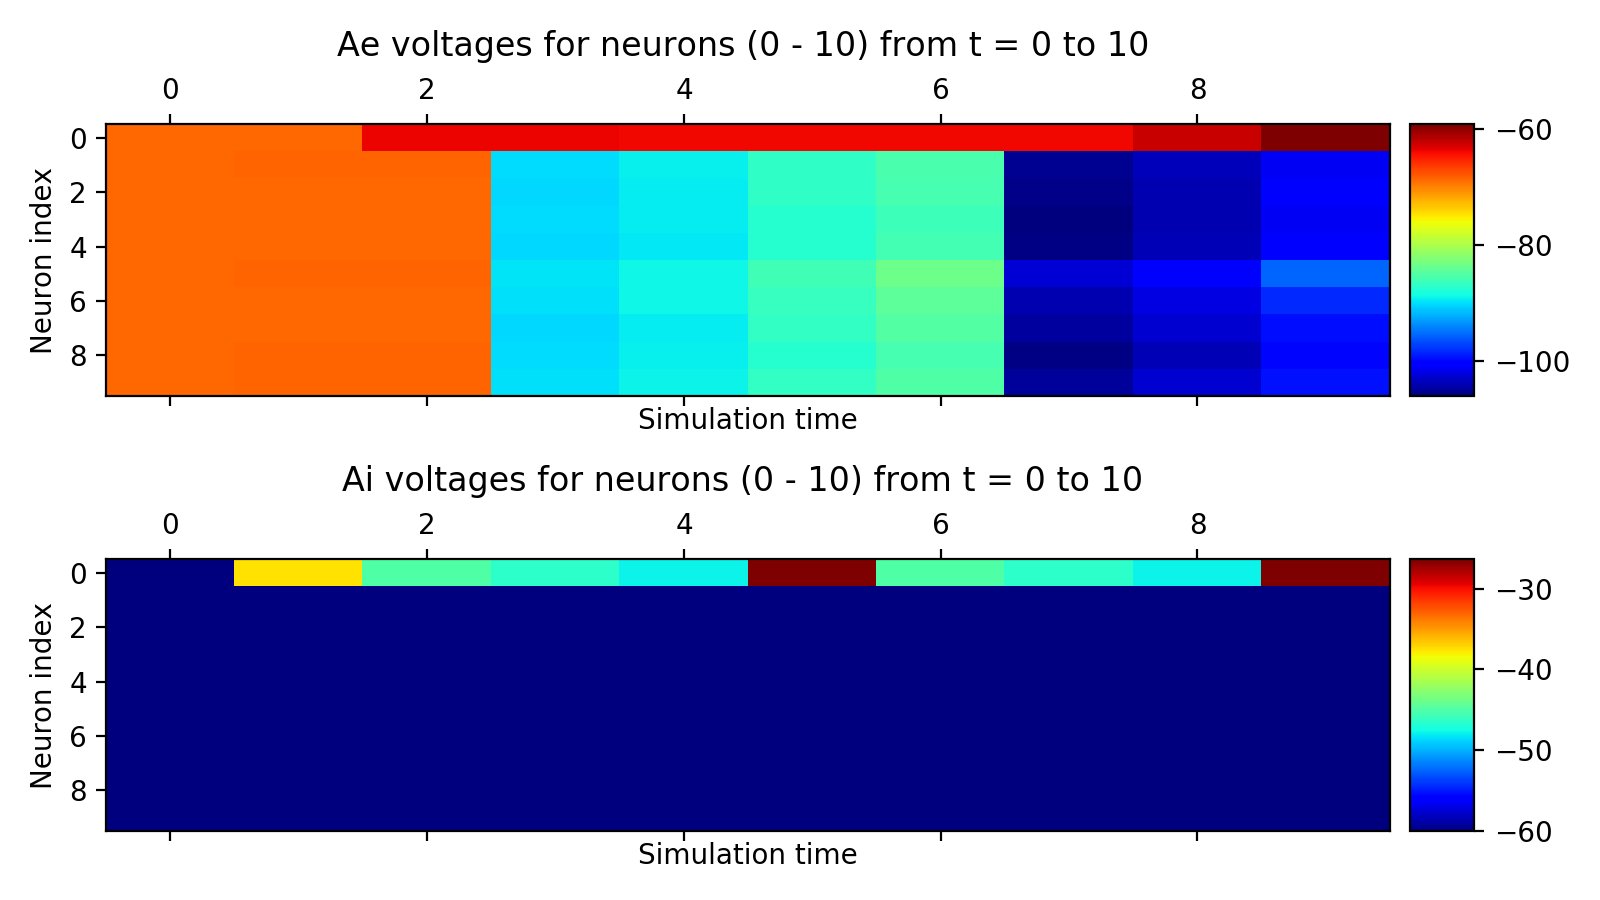 Ae voltages for neurons (0 - 10) from t = 0 to 10
0 2 4 6 8
0
2
4
6
8
Neuron index
Simulation time
−60
−80
−100
Ai voltages for neurons (0 - 10) from t = 0 to 10
0 2 4 6 8
0
2
4
6
8
Neuron index
Simulation time
−30
−40
−50
−60